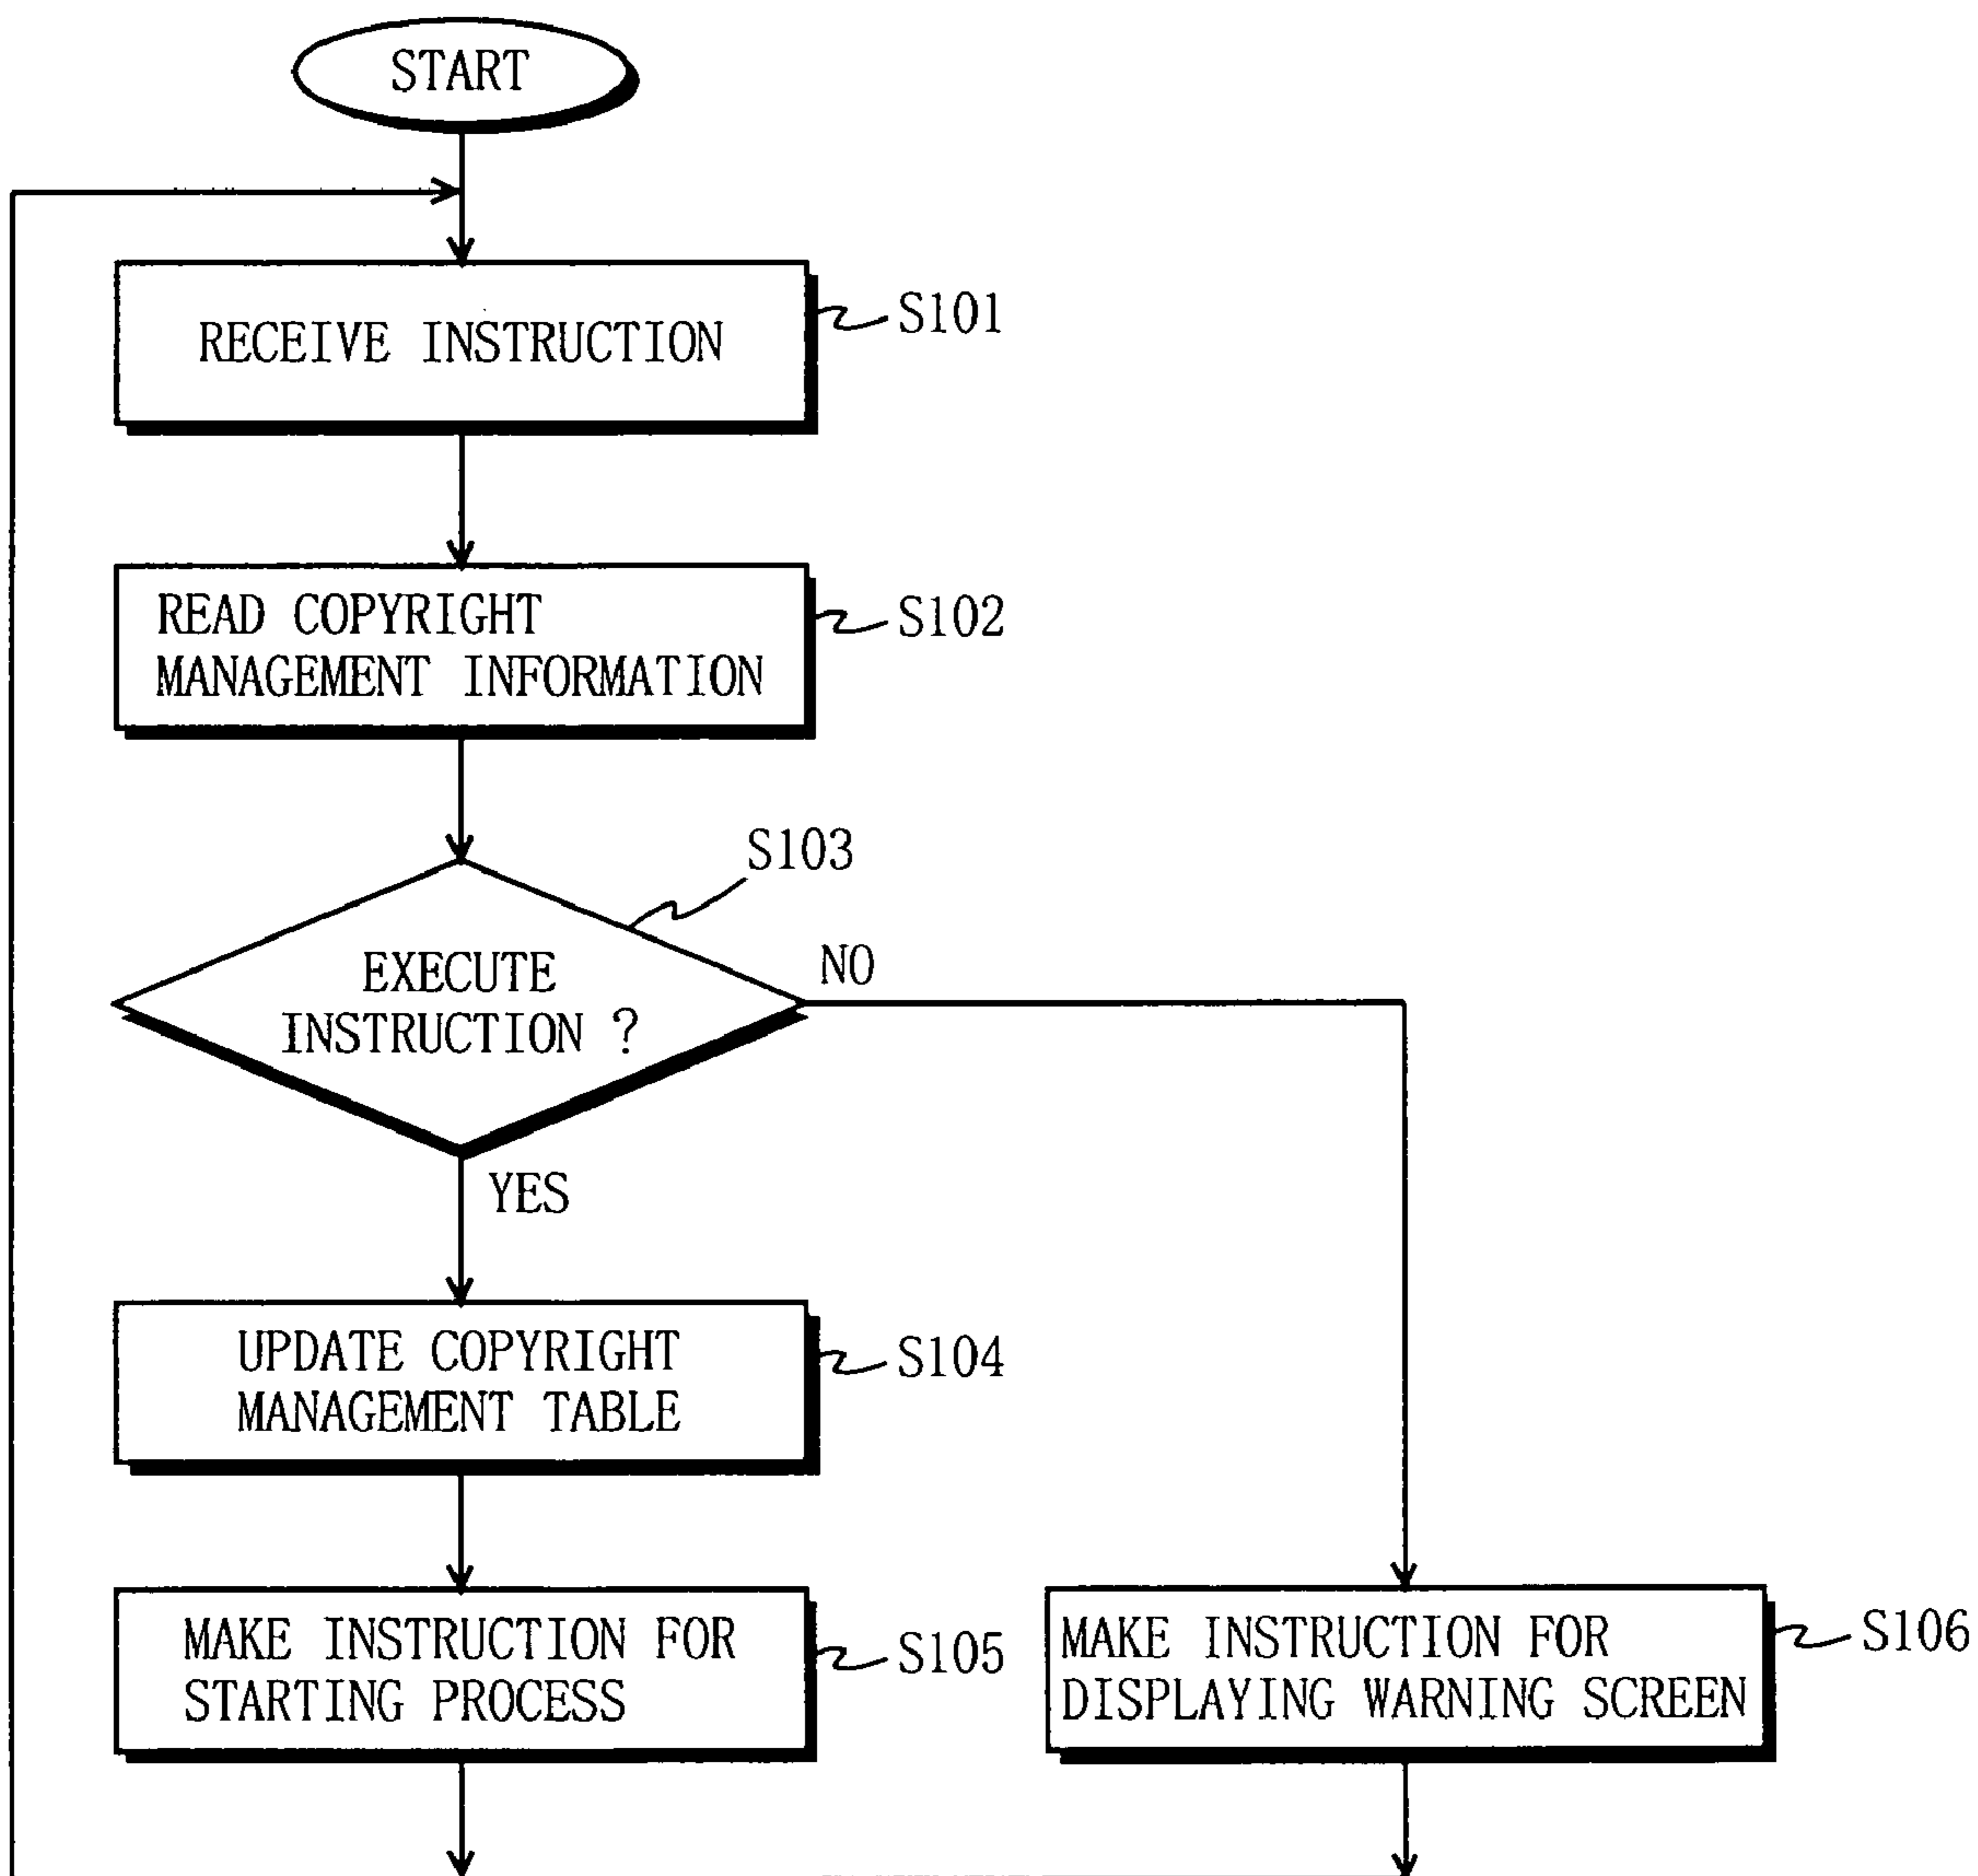 START
RECEIVE INSTRUCTION
S101
READ COPYRIGHT
MANAGEMENT INFORMATION
S102
S103
EXECUTE
INSTRUCTION ?
NO
YES
UPDATE COPYRIGHT
MANAGEMENT TABLE
S104
MAKE INSTRUCTION FOR
STARTING PROCESS
S105
MAKE INSTRUCTION FOR
DISPLAYING WARNING SCREEN
S106